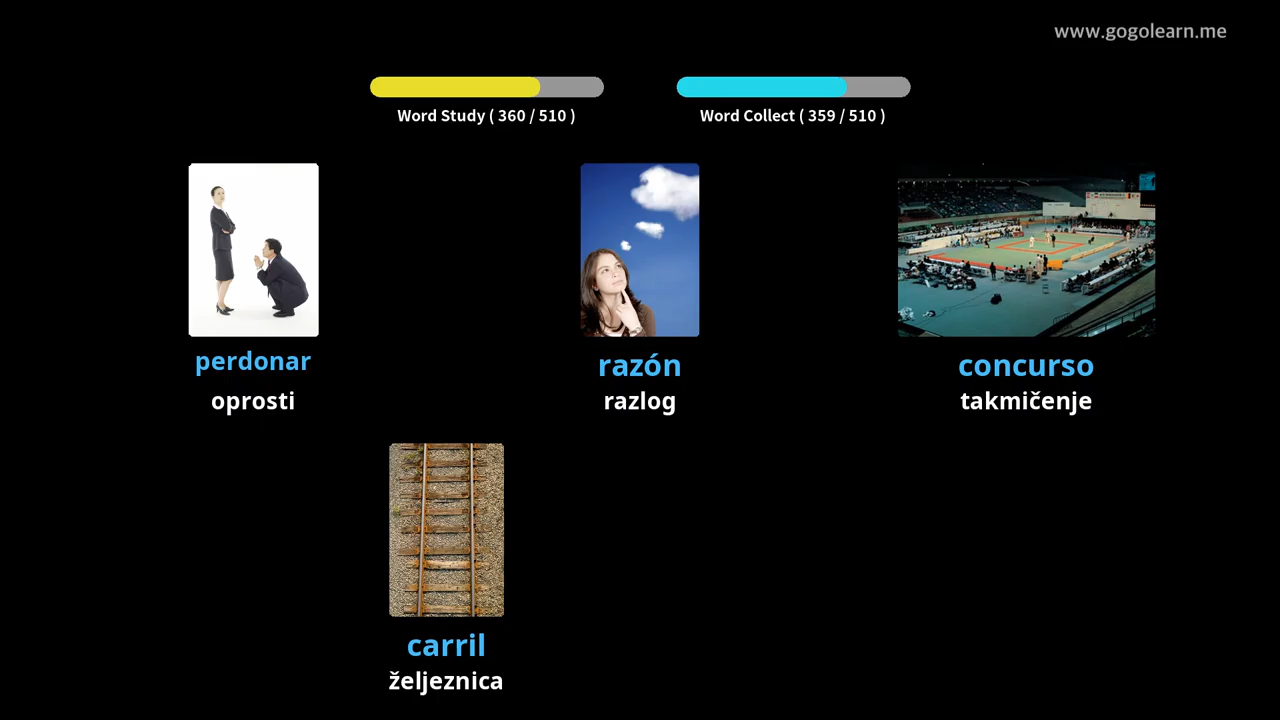 www.gogolearn.me
Word Study ( 360 / 510 )
Word Collect ( 359 / 510 )
perdonar
oprosti
razón
razlog
concurso
takmičenje
carril
željeznica